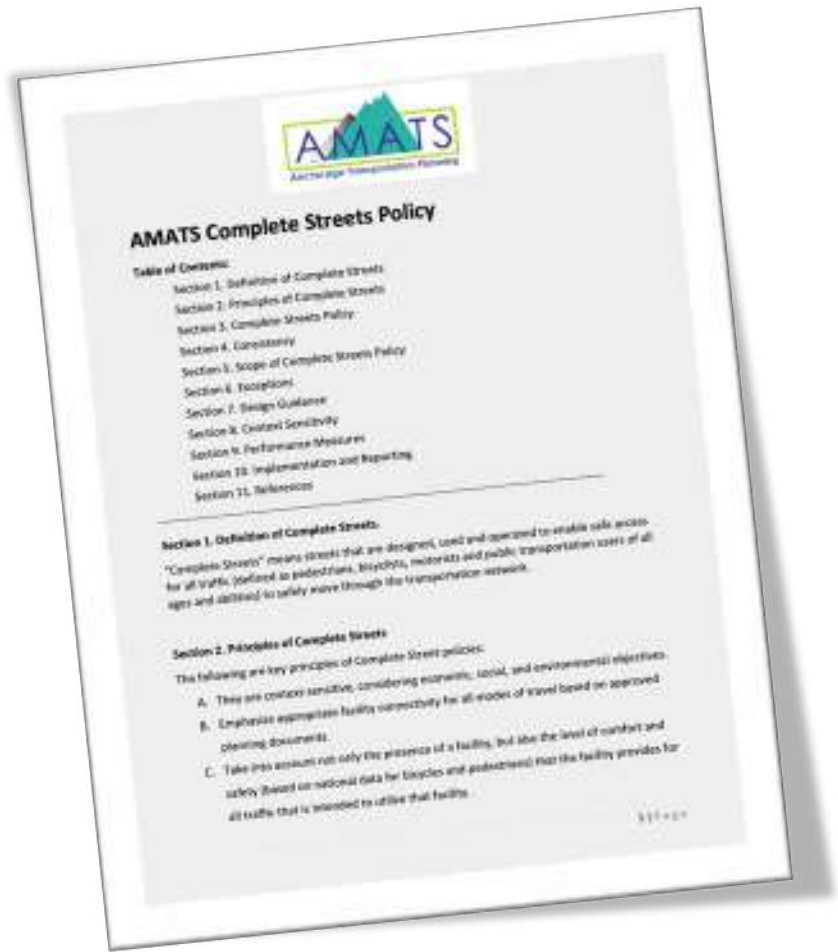 AMATS
Anchorage Transportation Planning
AMATS Complete Streets Policy
Table of Contents:
Section 1. Definition of Complete Streets
Section 2. Principles of Complete Streets
Section 3. Complete Streets Policy
Section 4. Consistency
Section 5. Scope of Complete Streets Policy
Section 6. Exceptions
Section 7. Design Guidance
Section 8. Context Sensitivity
Section 9. Performance Measures
Section 10. Implementation and Reporting
Section 11. References
Section 1. Definition of Complete Streets.
"Complete Streets" means streets that are designed, used and operated to enable safe access
for all traffic (defined as pedestrians, bicyclists, motorists and public transportation users of all
ages and abilities) to safely move through the transportation network.
Section 2. Principles of Complete Streets
The following are key principles of Complete Street policies:
A. They are context sensitive, considering economic, social, and environmental objectives.
B. Emphasize appropriate facility connectivity for all modes of travel based on approved
planning documents.
C. Take into account not only the presence of a facility, but also the level of comfort and
safety (based on national data for bicycles and pedestrians) that the facility provides for
all traffic that is intended to utilize that facility.